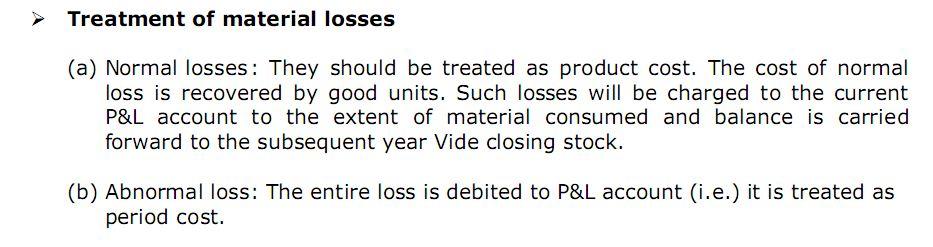 ➢ Treatment of material losses
(a) Normal losses: They should be treated as product cost. The cost of normal
loss is recovered by good units. Such losses will be charged to the current
P&L account to the extent of material consumed and balance is carried
forward to the subsequent year Vide closing stock.
(b) Abnormal loss: The entire loss is debited to P&L account (i.e.) it is treated as
period cost.